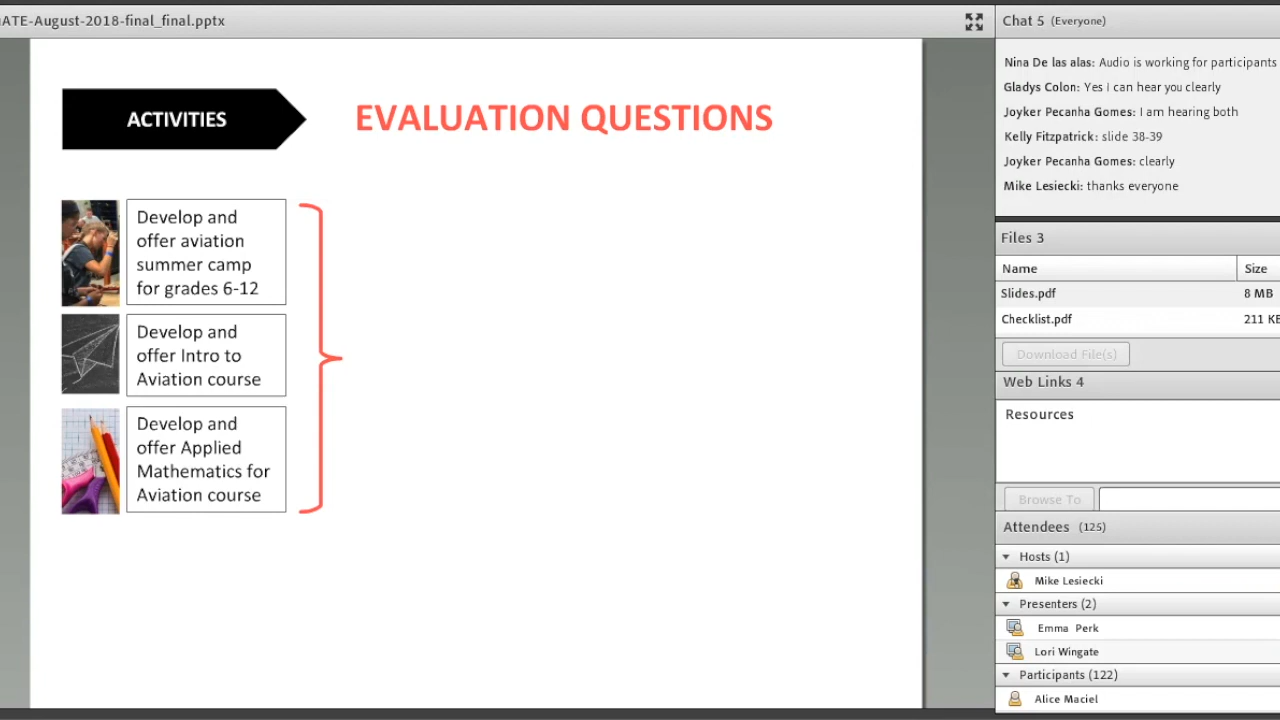 ATE-August-2018-final_final.pptx
ACTIVITIES
EVALUATION QUESTIONS
Develop and
offer aviation
summer camp
for grades 6-12
Develop and
offer Intro to
Aviation course
Develop and
offer Applied
Mathematics for
Aviation course
Chat 5 (Everyone)
Nina De las alas: Audio is working for participants
Gladys Colon: Yes I can hear you clearly
Joyker Pecanha Gomes: I am hearing both
Kelly Fitzpatrick: slide 38-39
Joyker Pecanha Gomes: clearly
Mike Lesiecki: thanks everyone
Files 3
Name Size
Slides.pdf 8 MB
Checklist.pdf 211 KB
Download File(s)
Web Links 4
Resources
Browse To
Attendees (125)
Hosts (1)
Mike Lesiecki
Presenters (2)
Emma Perk
Lori Wingate
Participants (122)
Alice Maciel